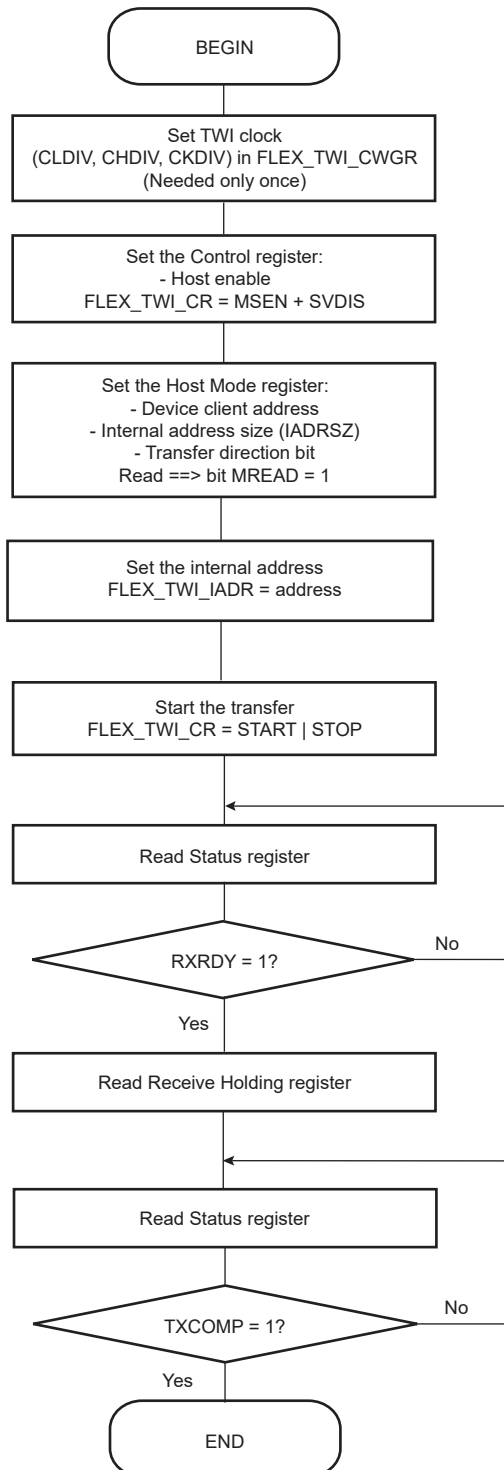 BEGIN
Set TWI clock
(CLDIV, CHDIV, CKDIV) in FLEX_TWI_CWGR
(Needed only once)
Set the Control register:
- Host enable
FLEX_TWI_CR = MSEN + SVDIS
Set the Host Mode register:
- Device client address
- Internal address size (IADRSZ)
- Transfer direction bit
Read ==> bit MREAD = 1
Set the internal address
FLEX_TWI_IADR = address
Start the transfer
FLEX_TWI_CR = START | STOP
Read Status register
RXRDY = 1?
No
Yes
Read Receive Holding register
Read Status register
TXCOMP = 1?
No
Yes
END